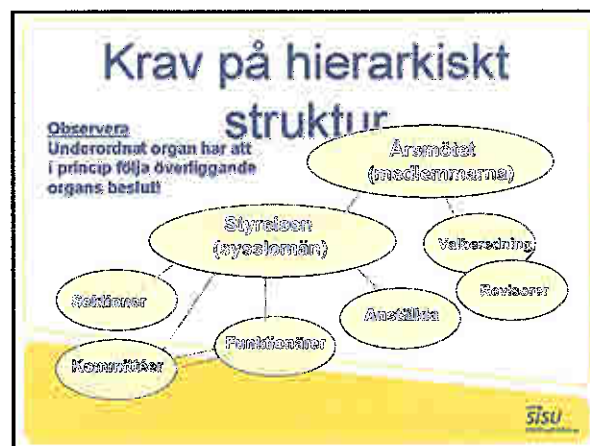 Krav på hierarkiskt
struktur
Observera
Underordnat organ har att
i princip följa överliggande
organs beslut!
Årsmötet
(medlemmarna)
Styrelsen
(sysslomän)
Valberedning
Revisorer
Sektioner
Anställda
Funktionärer
Kommittéer
SISU